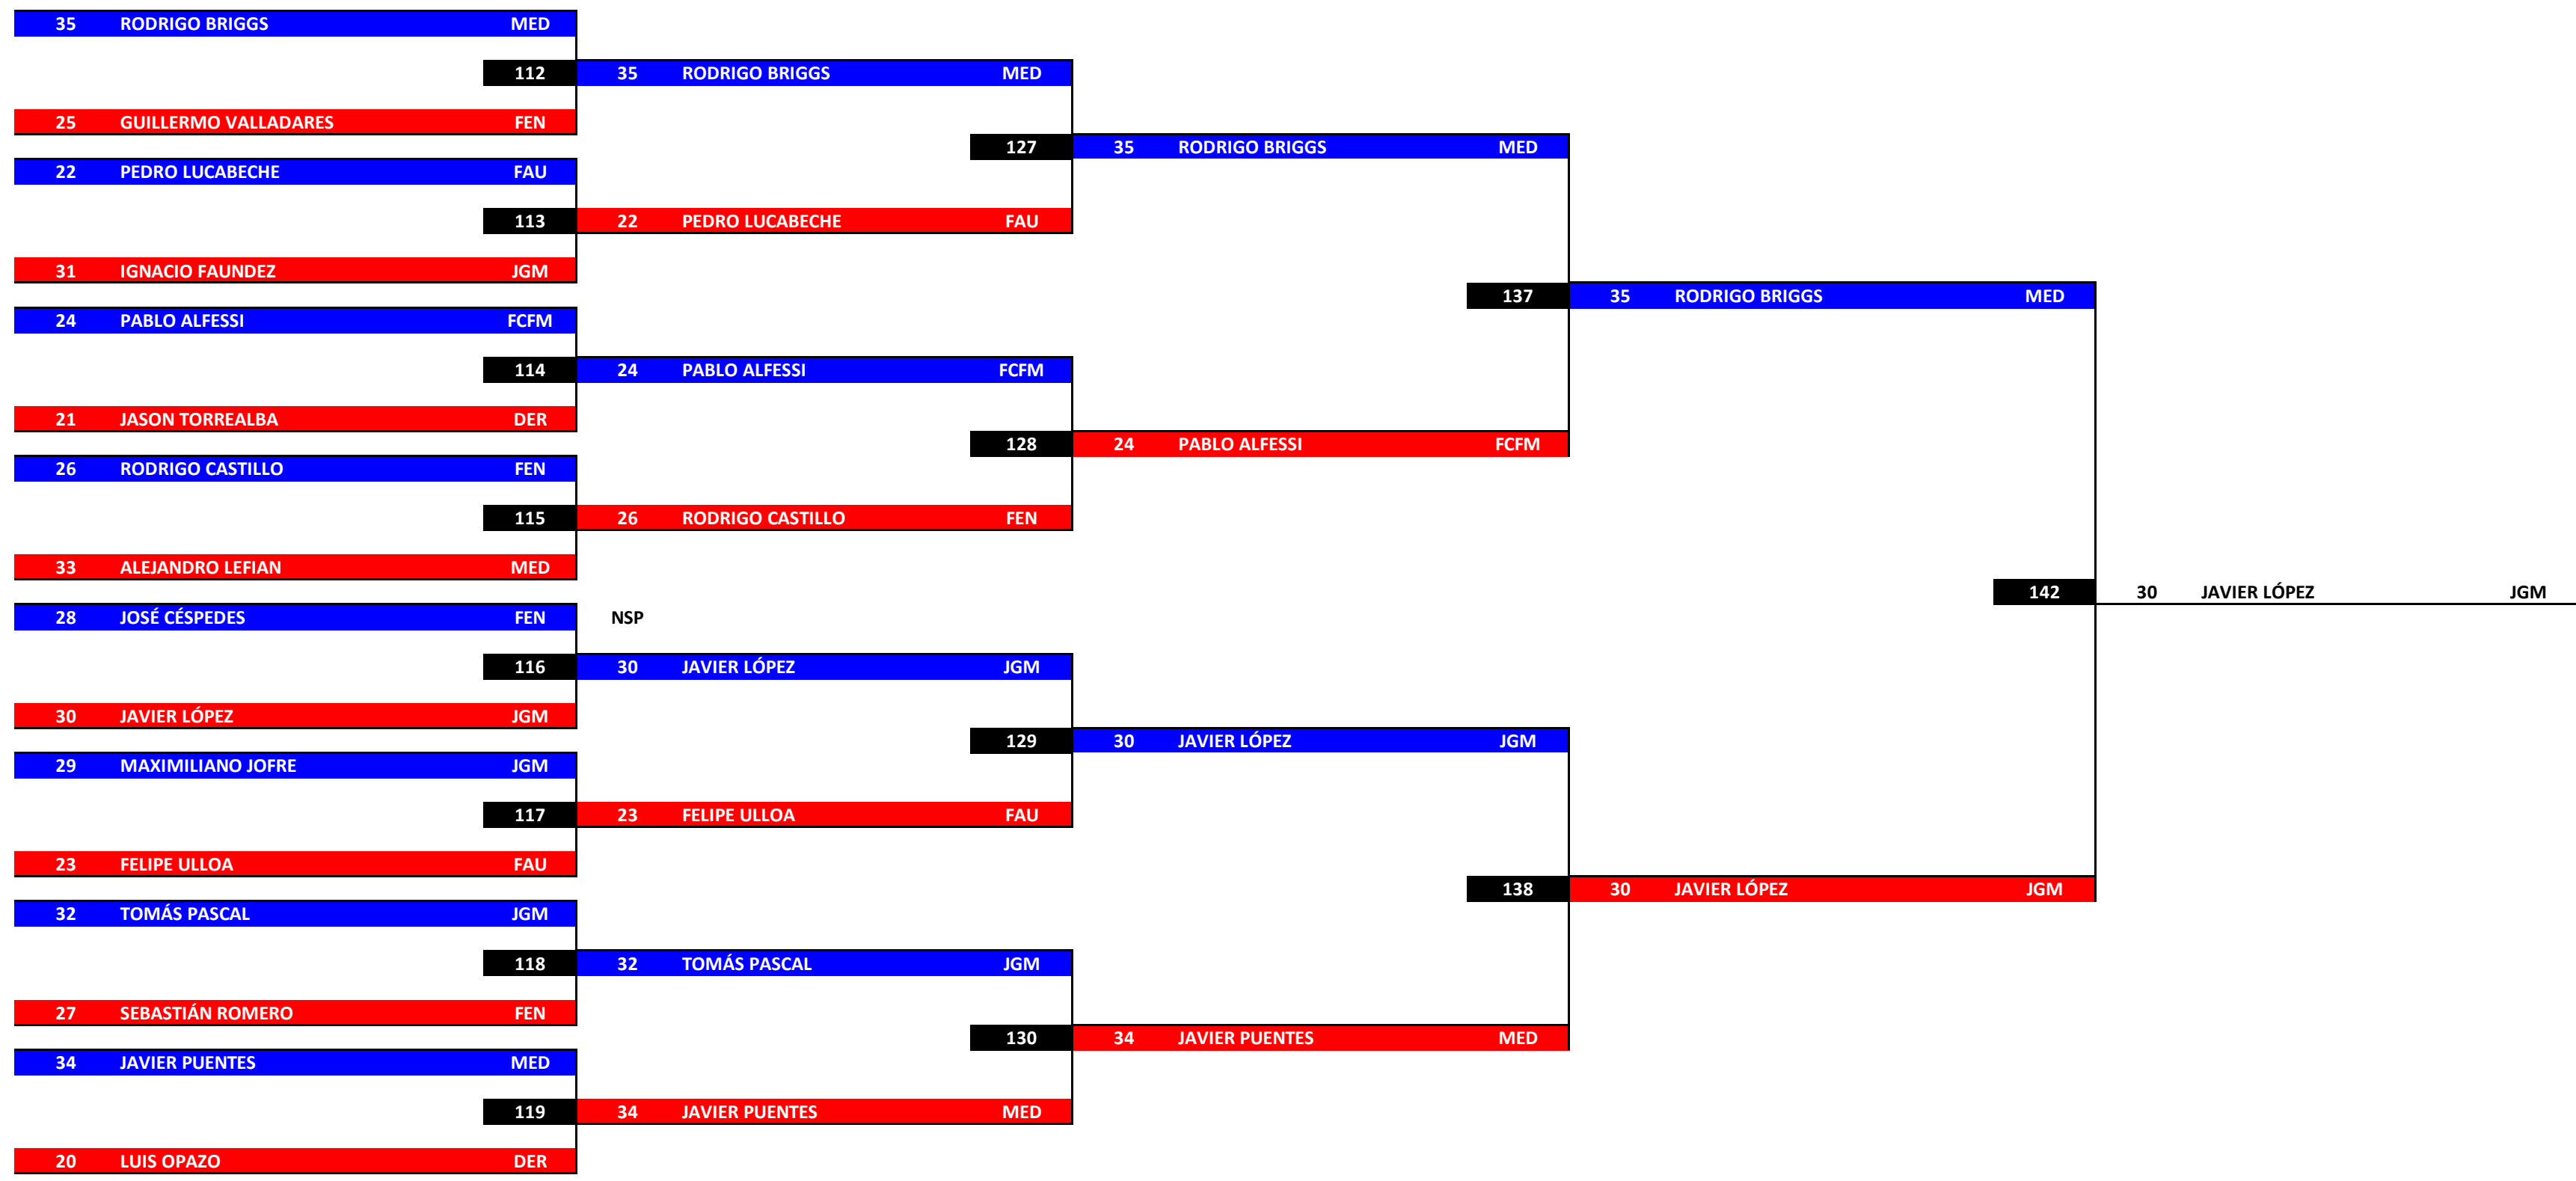 35 RODRIGO BRIGGS MED
112 35 RODRIGO BRIGGS MED
25 GUILLERMO VALLADARES FEN
127 35 RODRIGO BRIGGS MED
22 PEDRO LUCABECHE FAU
113 22 PEDRO LUCABECHE FAU
31 IGNACIO FAUNDEZ JGM
137 35 RODRIGO BRIGGS MED
24 PABLO ALFESSI FCFM
114 24 PABLO ALFESSI FCFM
21 JASON TORREALBA DER
128 24 PABLO ALFESSI FCFM
26 RODRIGO CASTILLO FEN
115 26 RODRIGO CASTILLO FEN
33 ALEJANDRO LEFIAN MED
142 30 JAVIER LÓPEZ JGM
28 JOSÉ CÉSPEDES FEN NSP
116 30 JAVIER LÓPEZ JGM
30 JAVIER LÓPEZ JGM
129 30 JAVIER LÓPEZ JGM
29 MAXIMILIANO JOFRE JGM
117 23 FELIPE ULLOA FAU
23 FELIPE ULLOA FAU
138 30 JAVIER LÓPEZ JGM
32 TOMÁS PASCAL JGM
118 32 TOMÁS PASCAL JGM
27 SEBASTIÁN ROMERO FEN
130 34 JAVIER PUENTES MED
34 JAVIER PUENTES MED
119 34 JAVIER PUENTES MED
20 LUIS OPAZO DER